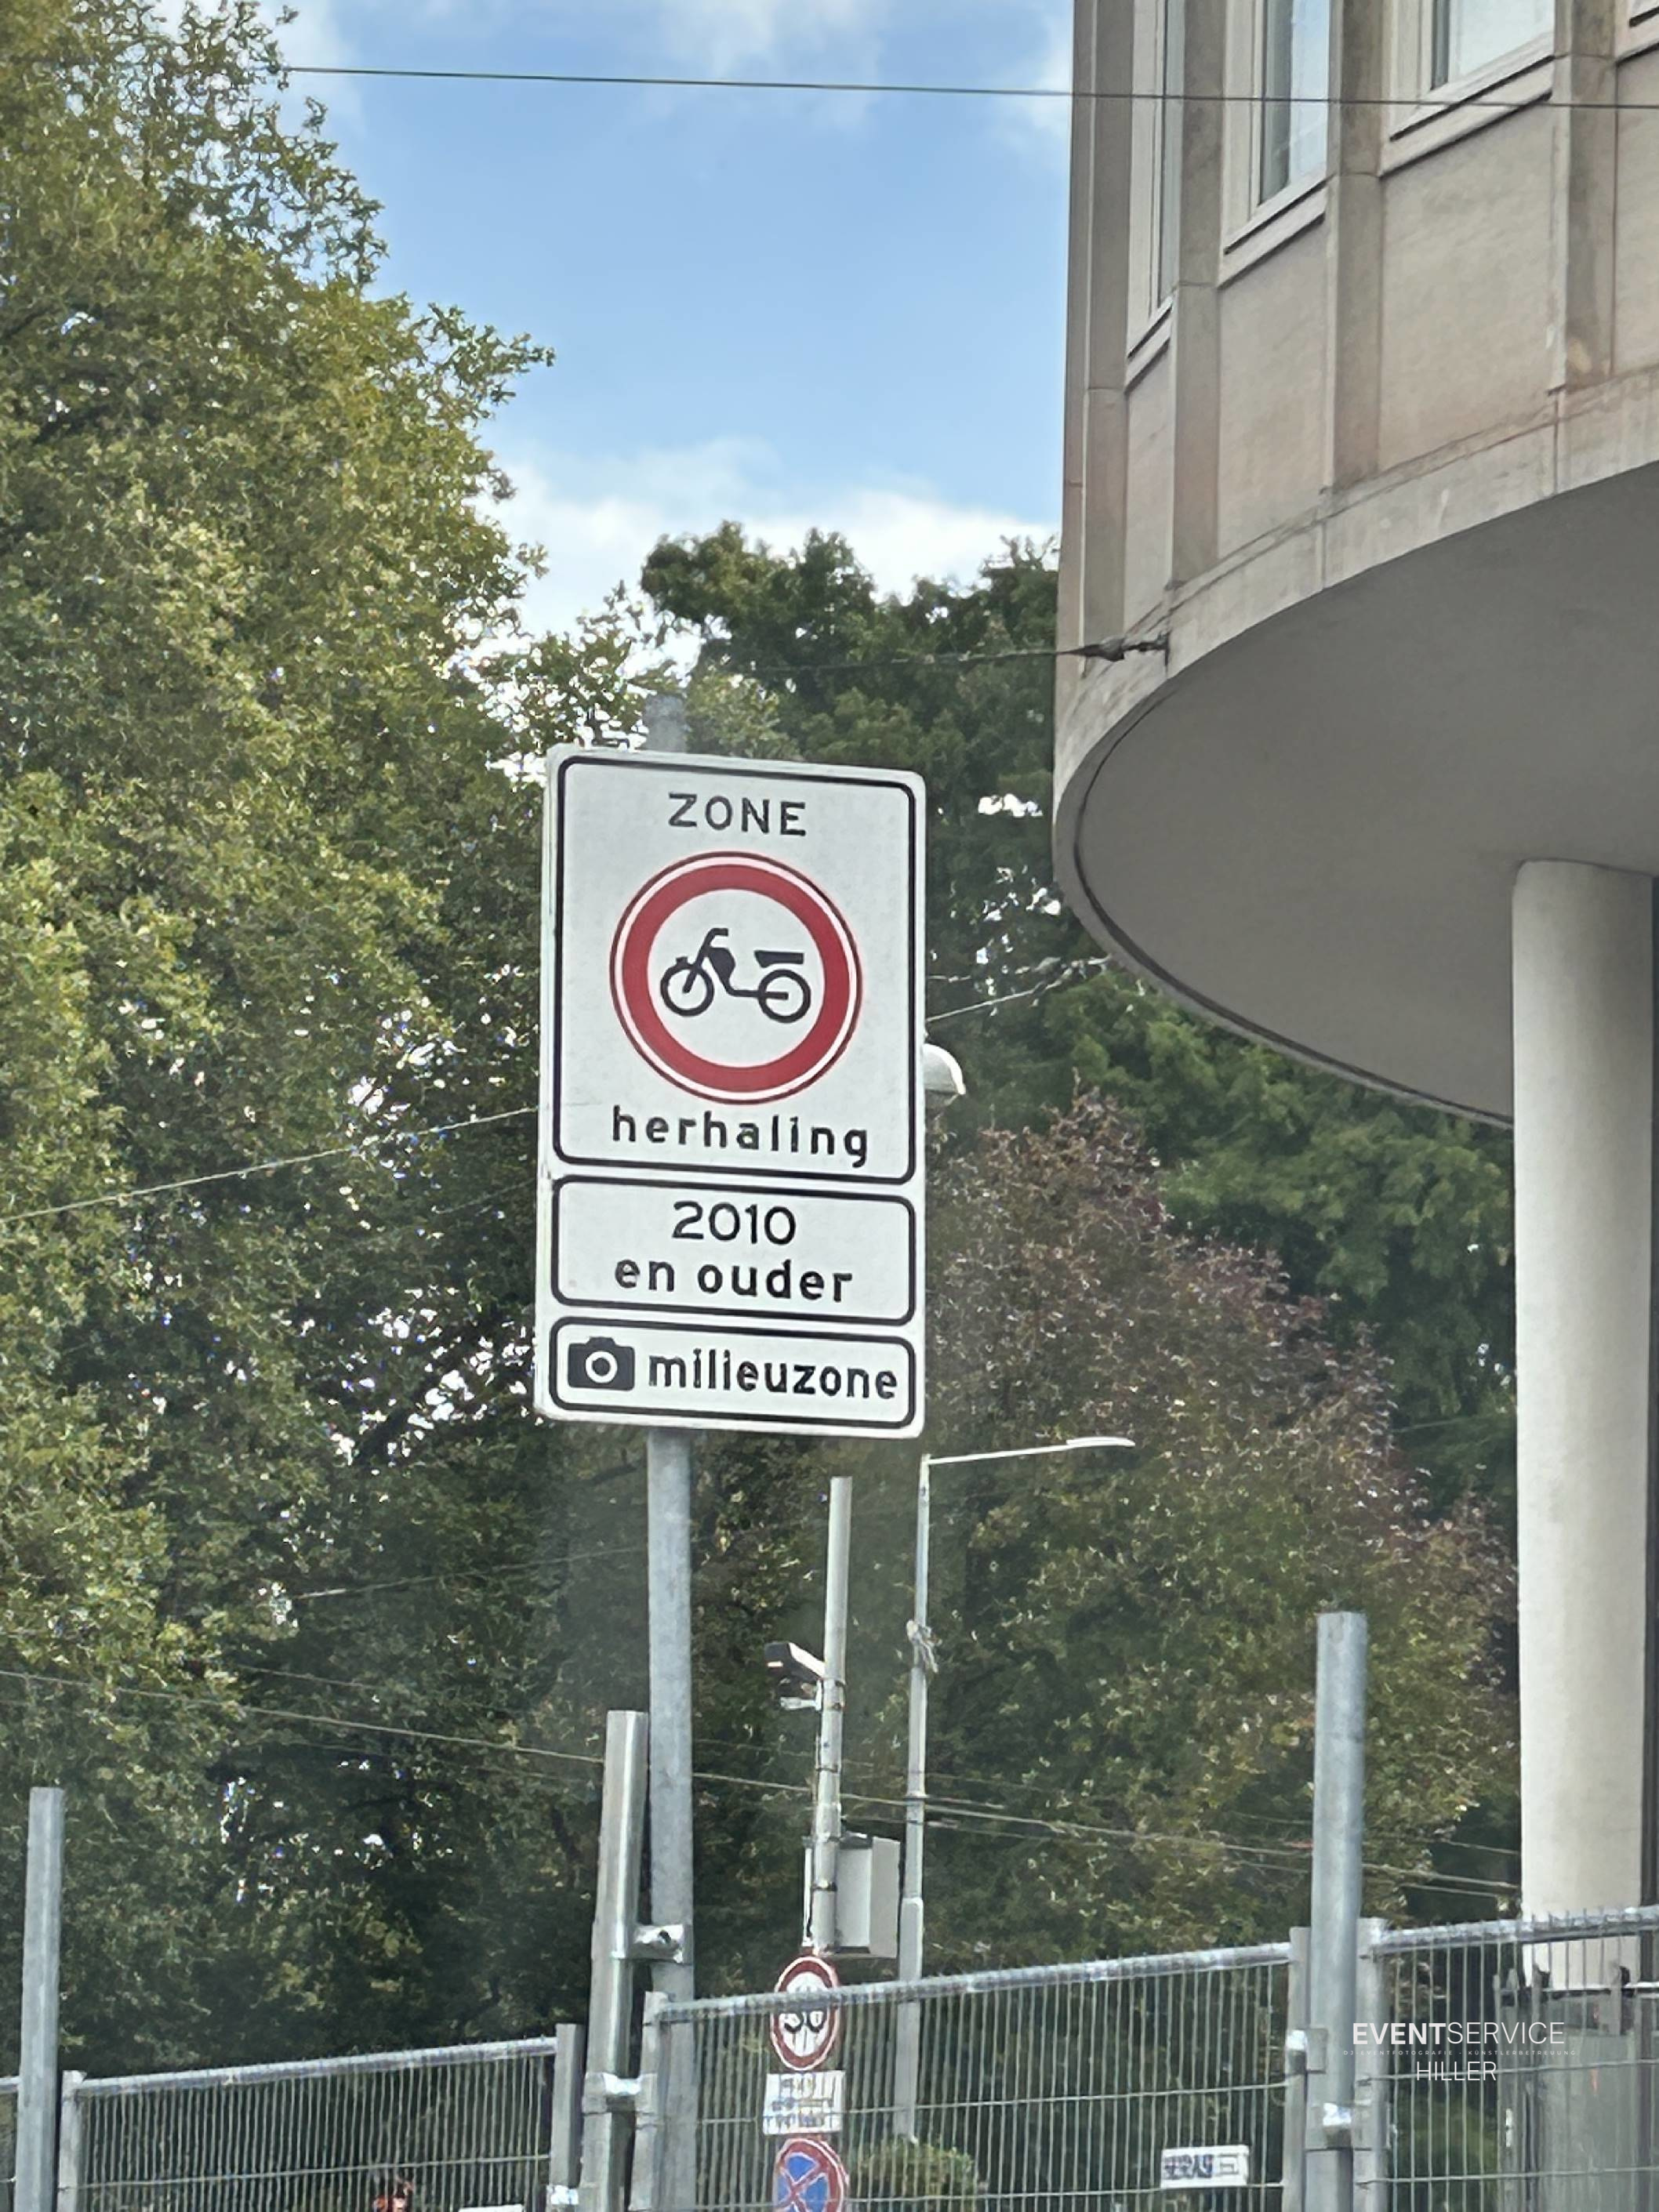 ZONE
herhaling
2010
en ouder
milieuzone
EVENTSERVICE
HILLER